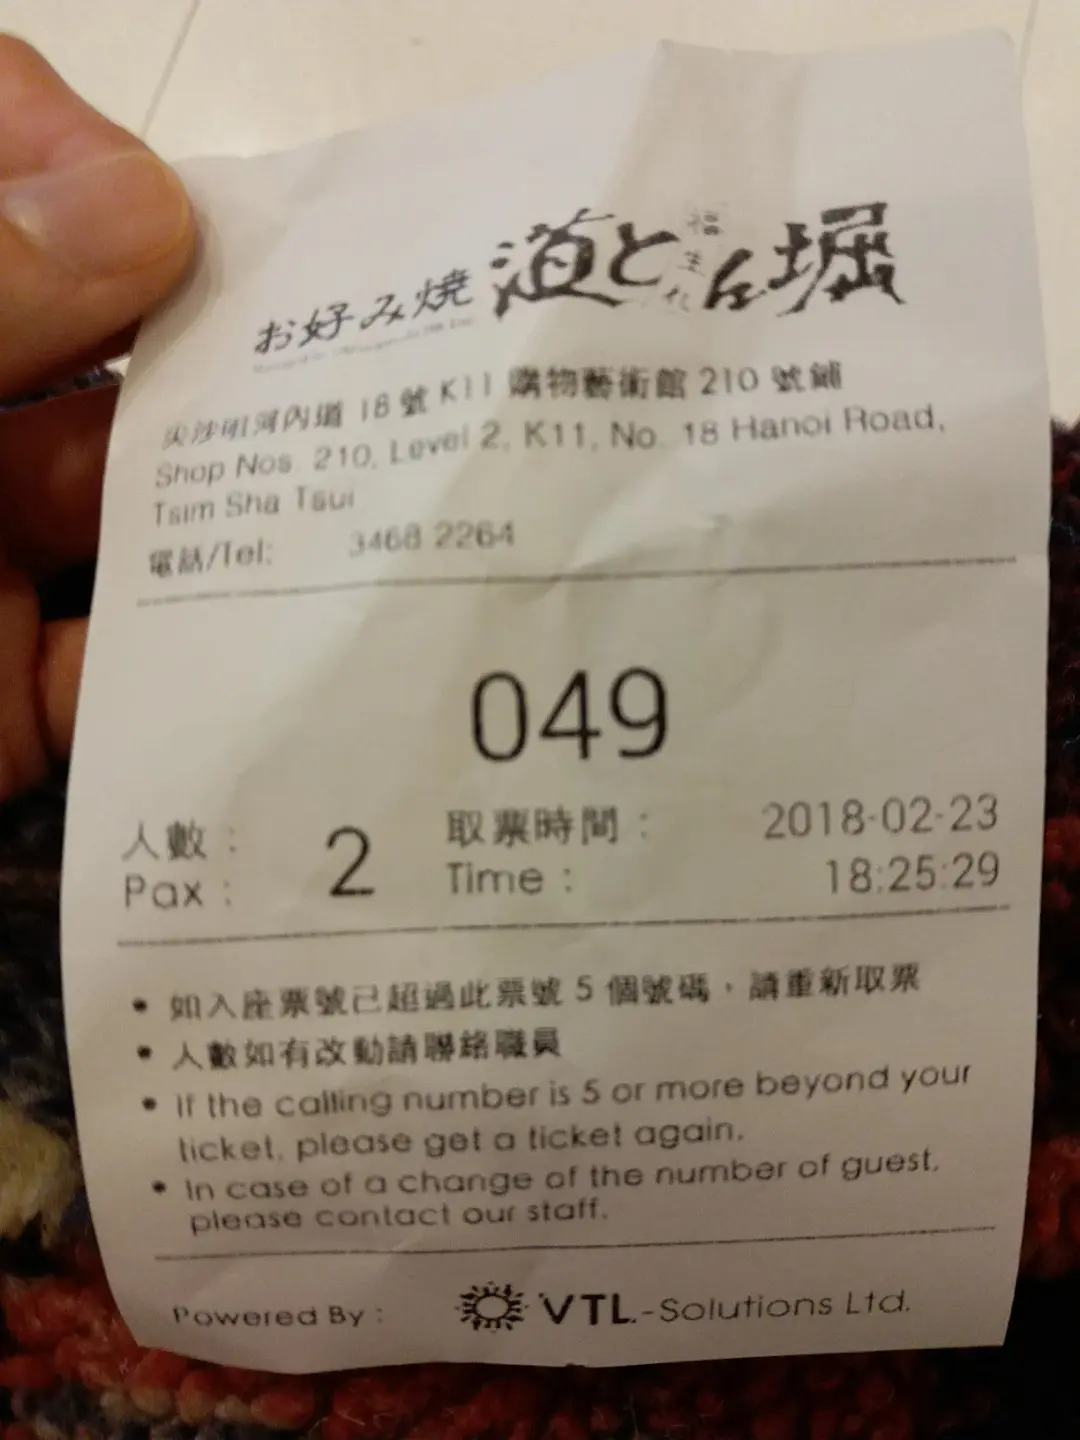 お好み焼 道とん堀
尖沙咀河內道 18 號 K11 購物藝術館 210 號鋪
Shop Nos. 210, Level 2, K11, No. 18 Hanoi Road,
Tsim Sha Tsui
電話/Tel: 3468 2264
049
人數 : 2 取票時間 : 2018-02-23
Pax : Time : 18:25:29
• 如入座票號已超過此票號 5 個號碼，請重新取票
• 人數如有改動請聯絡職員
• If the calling number is 5 or more beyond your
ticket, please get a ticket again.
• In case of a change of the number of guest,
please contact our staff.
Powered By : VTL-Solutions Ltd.